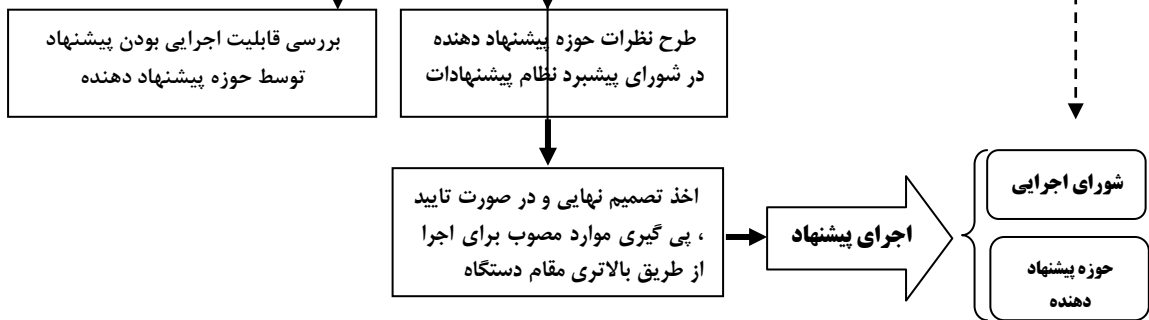 بررسی قابلیت اجرایی بودن پیشنهاد
توسط حوزه پیشنهاد دهنده
طرح نظرات حوزه پیشنهاد دهنده
در شورای پیشبرد نظام پیشنهادات
اخذ تصمیم نهایی و در صورت تایید
، پی گیری موارد مصوب برای اجرا
از طریق بالاتری مقام دستگاه
اجرای پیشنهاد
شورای اجرایی
حوزه پیشنهاد
دهنده